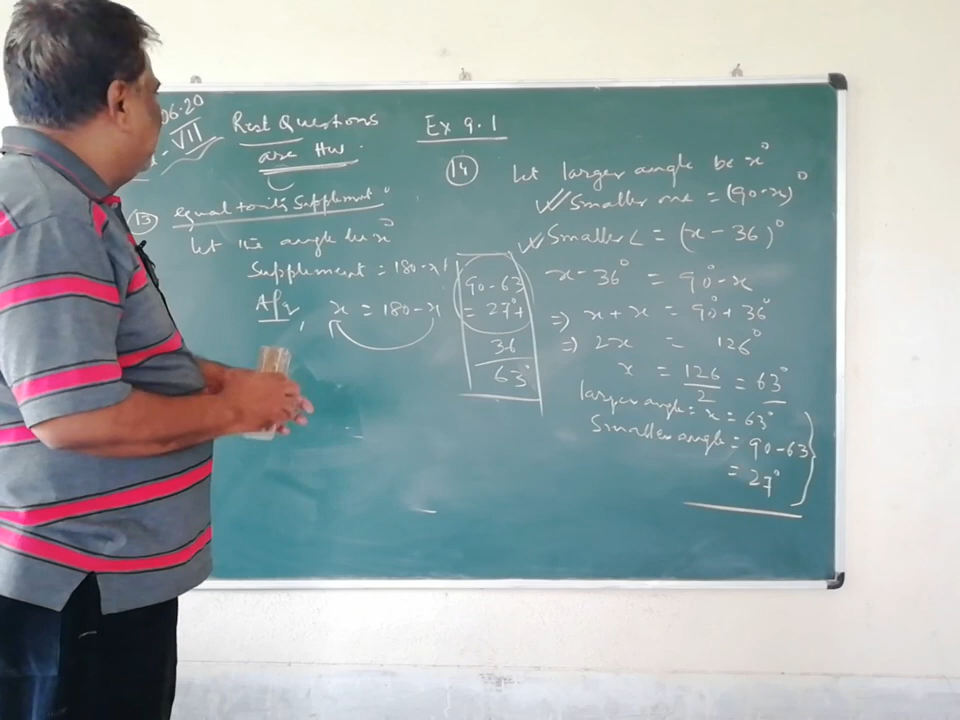 06.20
VII
Rest Questions
are HW.
Ex 9.1
(13) equal to its Supplement
let the angle be x°
Supplement = 180-x
A/q, x = 180-x
90-63
= 27°+
36
63°
(14) let larger angle be x°
Smaller one = (90-x)°
Smaller ∠ = (x-36)°
x-36° = 90°-x
=) x+x = 90°+36°
=) 2x = 126°
x = 126/2 = 63°
larger angle = x = 63°
Smaller angle = 90-63
= 27°